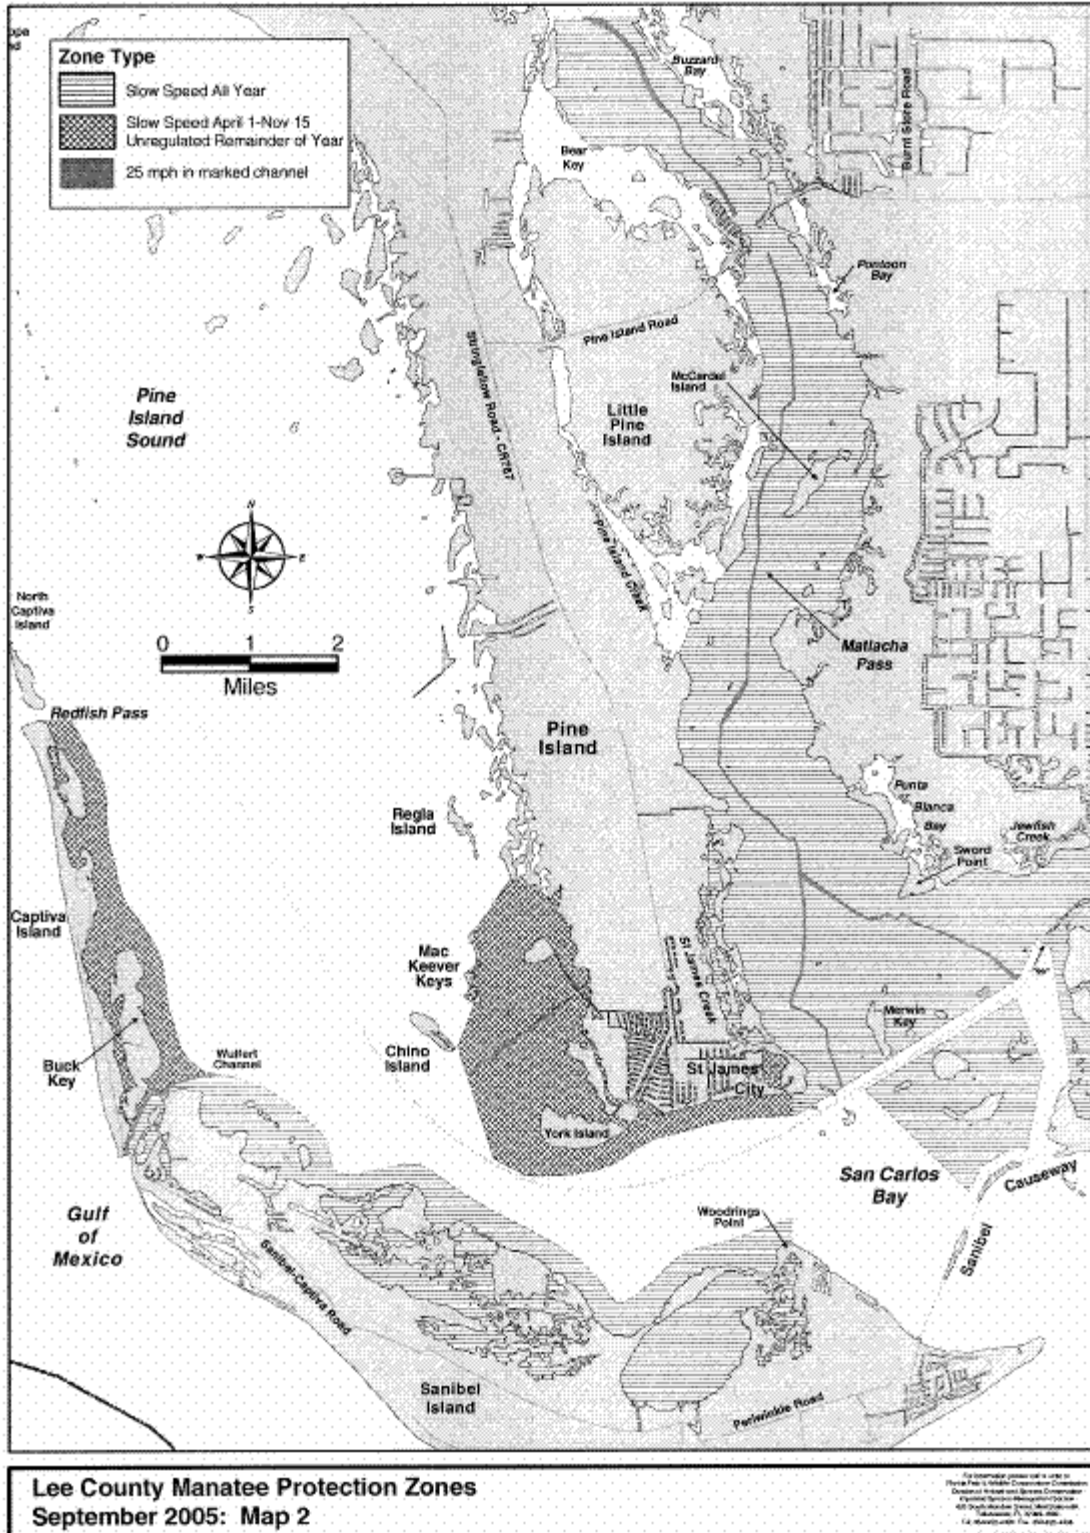 Zone Type
Slow Speed All Year
Slow Speed April 1-Nov 15
Unregulated Remainder of Year
25 mph in marked channel
Buzzard
Bay
Burnt Store Road
Bear
Key
Pontoon
Bay
Pine Island Road
Stringfellow Road - CR767
McCardel
Island
Pine
Island
Sound
Little
Pine
Island
N
W
E
S
Pine Island Creek
North
Captiva
Island
0 1 2
Miles
Matlacha
Pass
Redfish Pass
Pine
Island
Punta
Blanca
Bay
Regla
Island
Jewfish
Creek
Sword
Point
Captiva
Island
Mac
Keever
Keys
St James Creek
Merwin
Key
Chino
Island
Wulfert
Channel
Buck
Key
St James
City
York Island
San Carlos
Bay
Causeway
Sanibel
Gulf
of
Mexico
Woodrings
Point
Sanibel-Captiva Road
Sanibel
Island
Periwinkle Road
Lee County Manatee Protection Zones
September 2005: Map 2